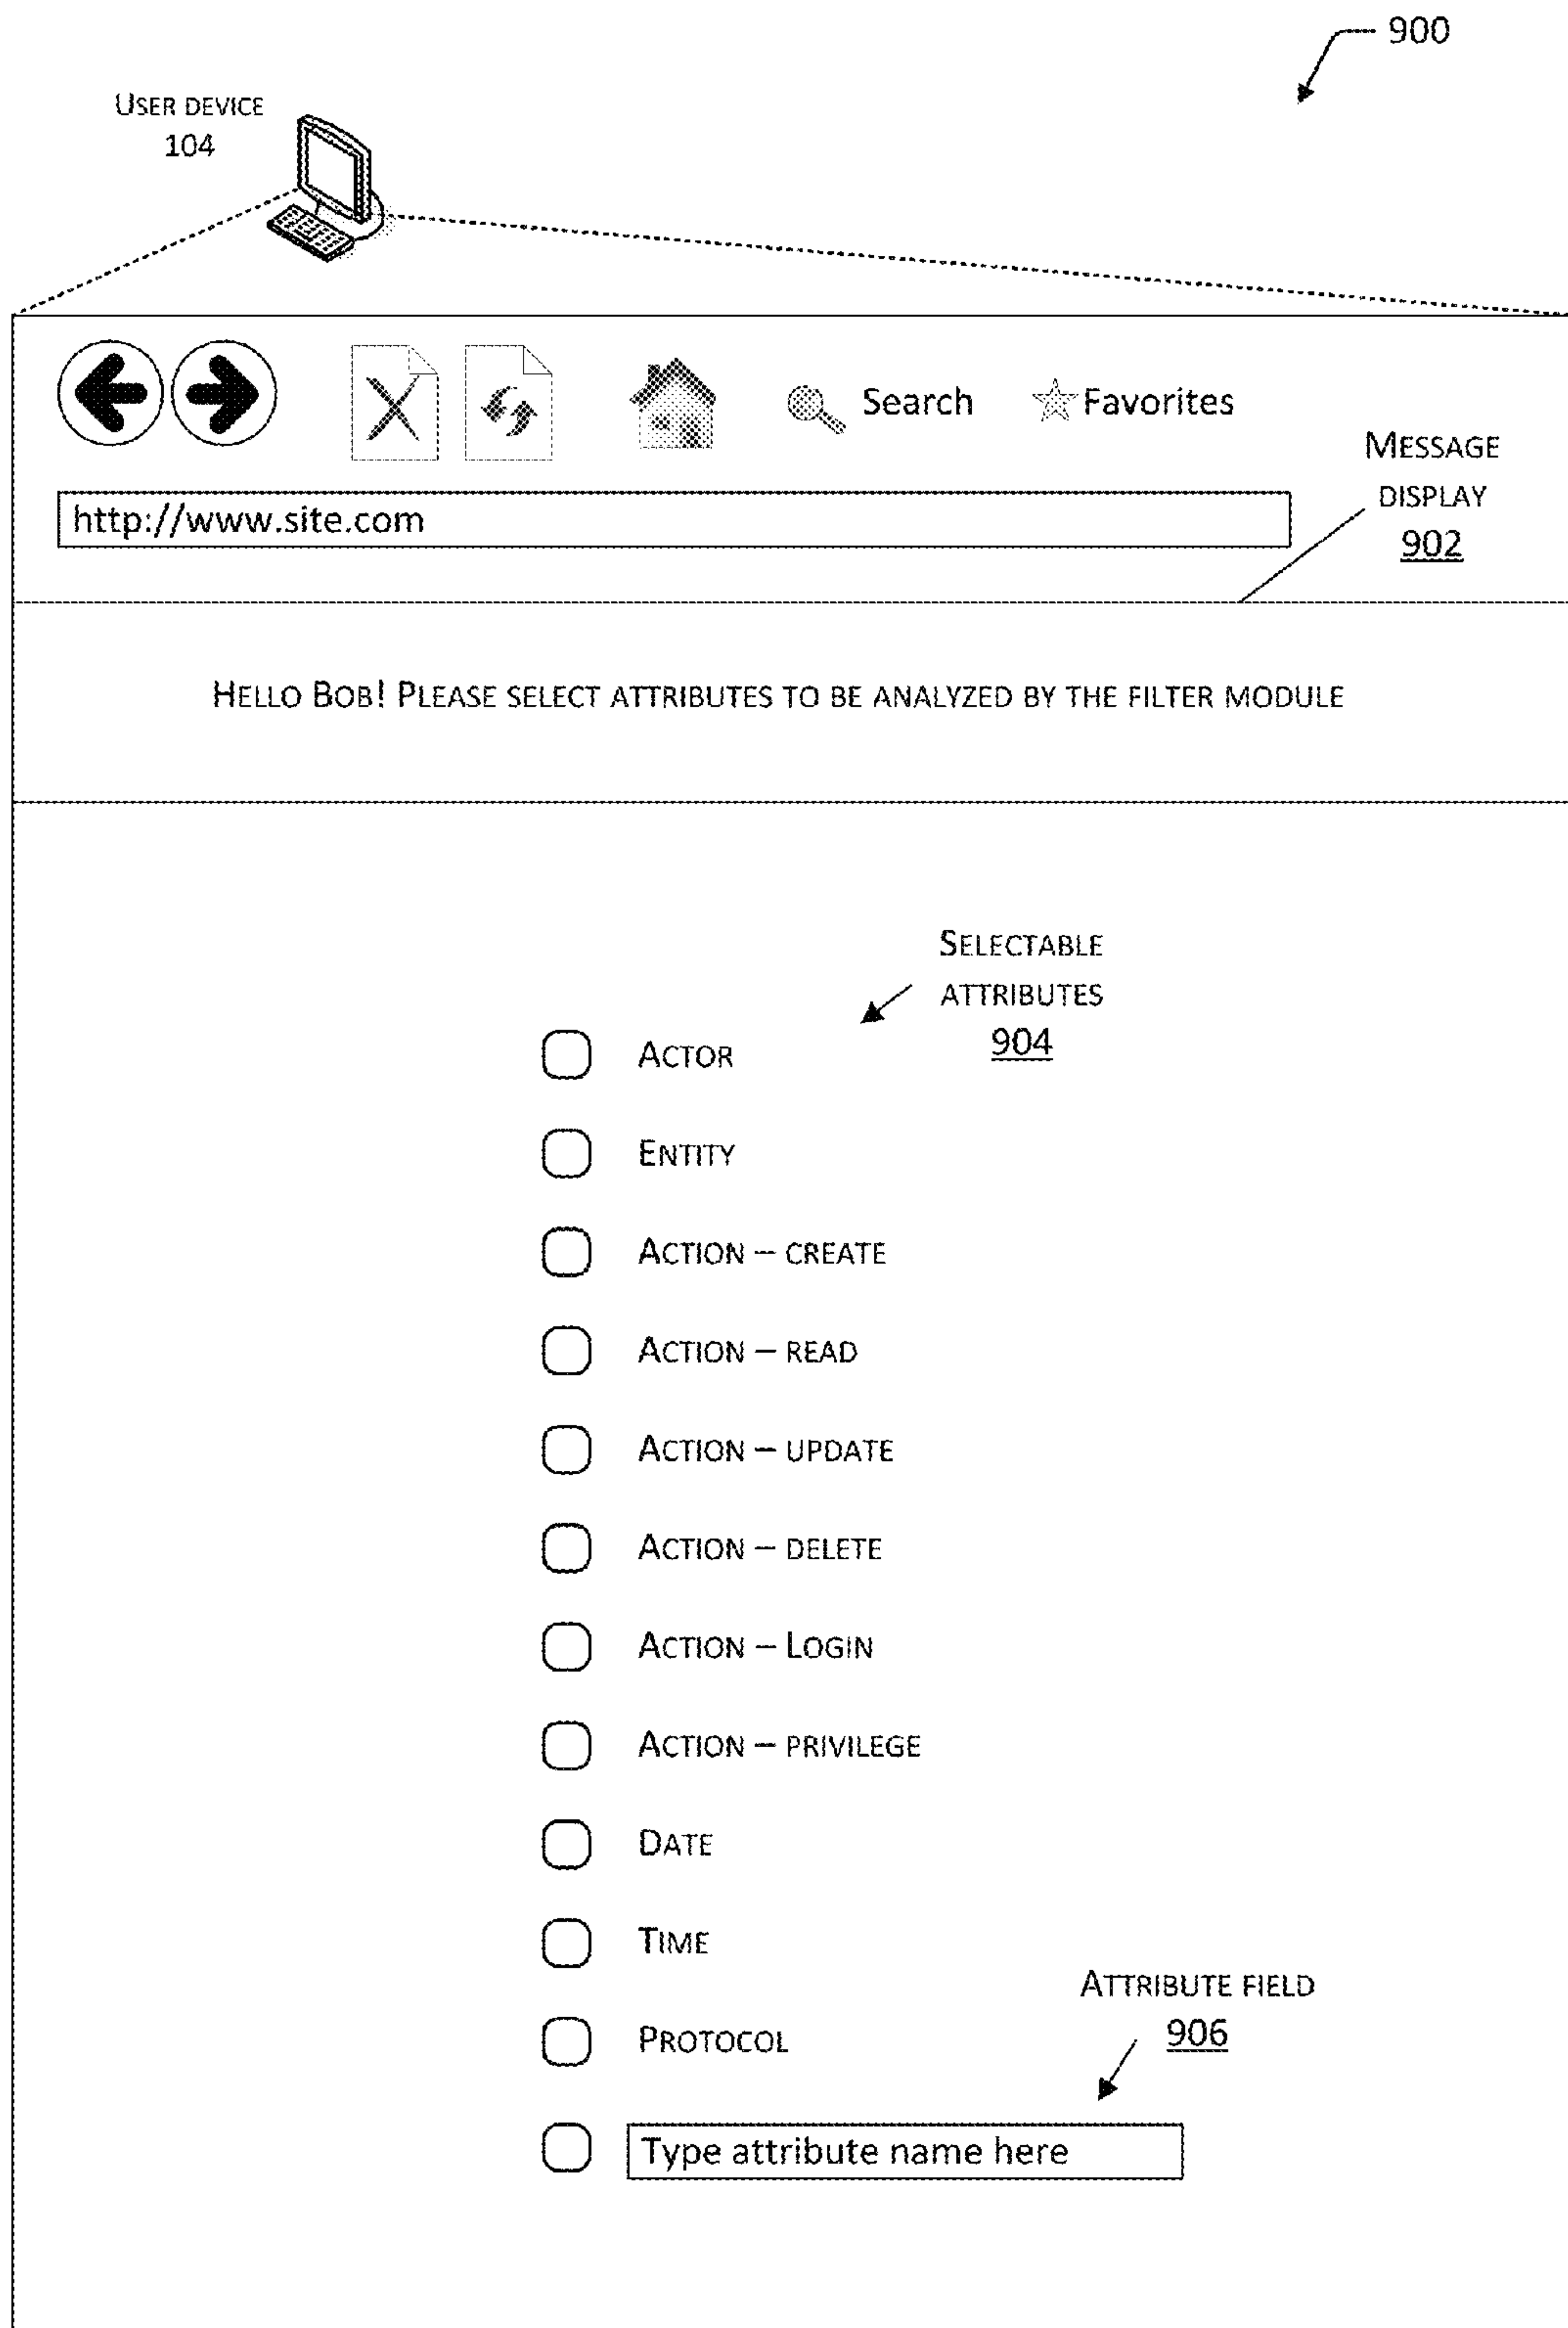 900
User device
104
Search
Favorites
Message
display
902
http://www.site.com
Hello Bob! Please select attributes to be analyzed by the filter module
Selectable
attributes
904
Actor
Entity
Action – create
Action – read
Action – update
Action – delete
Action – Login
Action – privilege
Date
Time
Attribute field
906
Protocol
Type attribute name here